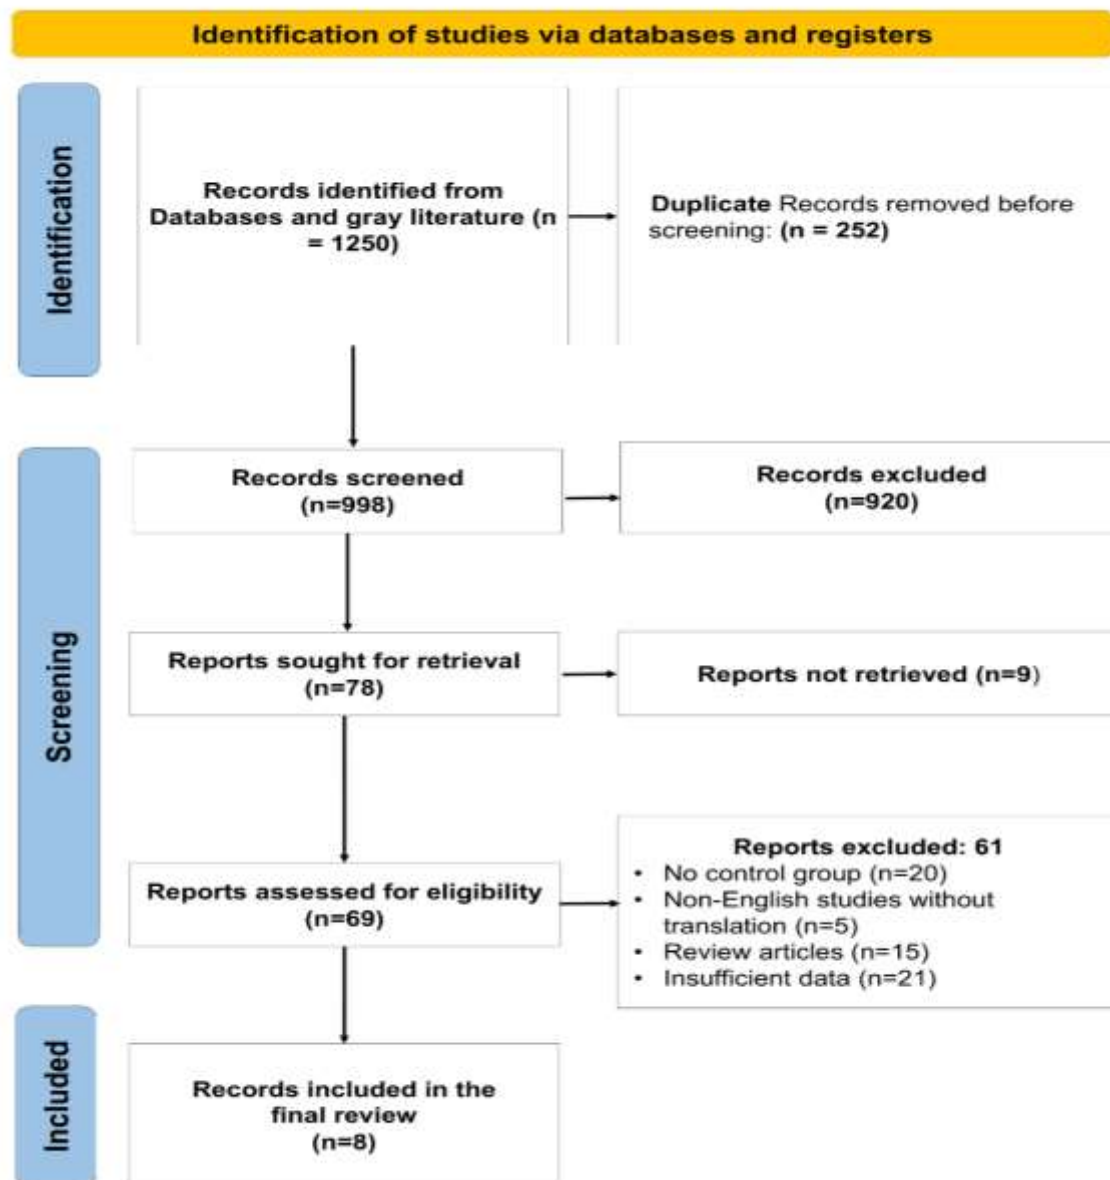 Identification of studies via databases and registers
Identification
Records identified from
Databases and gray literature (n
= 1250)
Duplicate Records removed before
screening: (n = 252)
Screening
Records screened
(n=998)
Records excluded
(n=920)
Reports sought for retrieval
(n=78)
Reports not retrieved (n=9)
Reports assessed for eligibility
(n=69)
Reports excluded: 61
• No control group (n=20)
• Non-English studies without
translation (n=5)
• Review articles (n=15)
• Insufficient data (n=21)
Included
Records included in the
final review
(n=8)